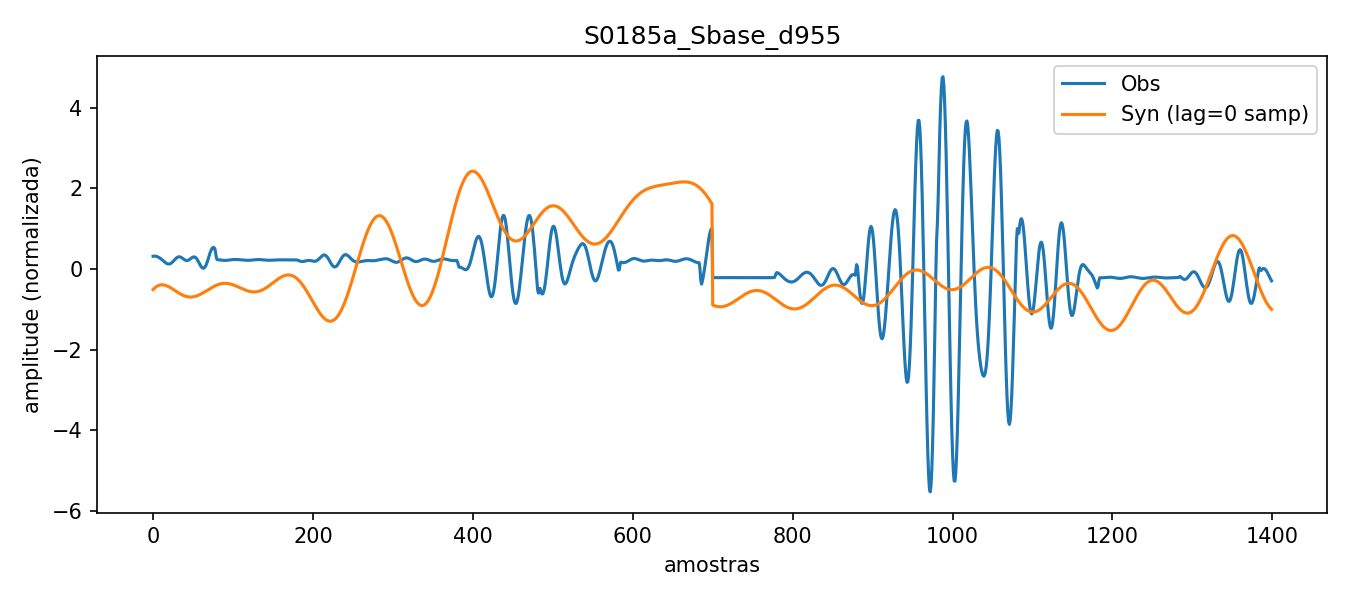 S0185a_Sbase_d955
Obs
Syn (lag=0 samp)
amplitude (normalizada)
4
2
0
−2
−4
−6
0 200 400 600 800 1000 1200 1400
amostras